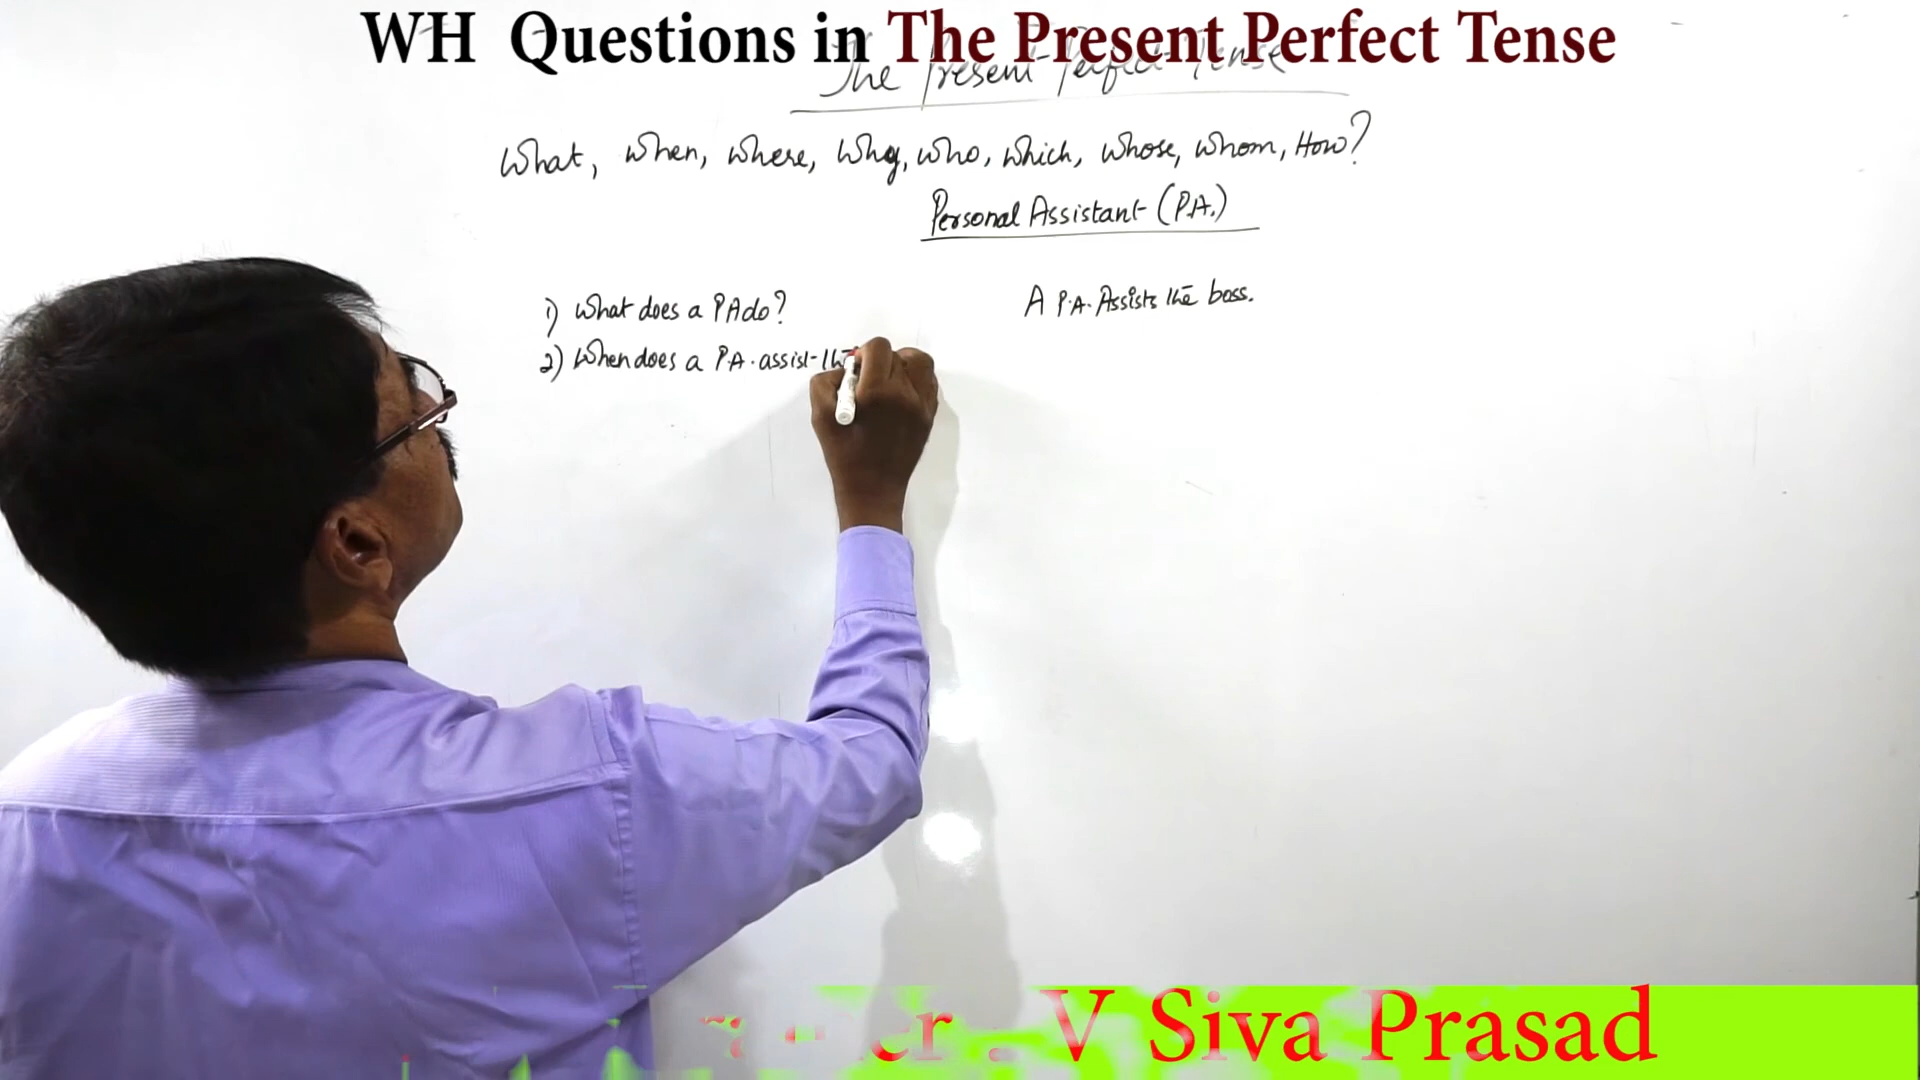 WH Questions in The Present Perfect Tense
The Present Perfect Tense
What, When, Where, Why, Who, Which, Whose, Whom, How?
Personal Assistant (P.A.)
1) What does a PA do?
A P.A. Assists the boss.
2) When does a P.A. assist the
V Siva Prasad